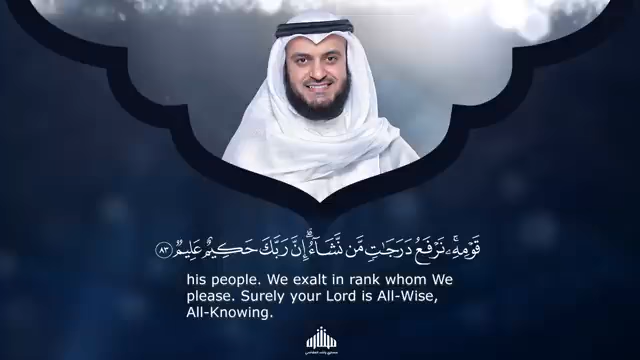 قَوْمِهِۦۚ نَرْفَعُ دَرَجَـٰتٍ مَّن نَّشَآءُۗ إِنَّ رَبَّكَ حَكِيمٌ عَلِيمٌ ٨٣
his people. We exalt in rank whom We
please. Surely your Lord is All-Wise,
All-Knowing.